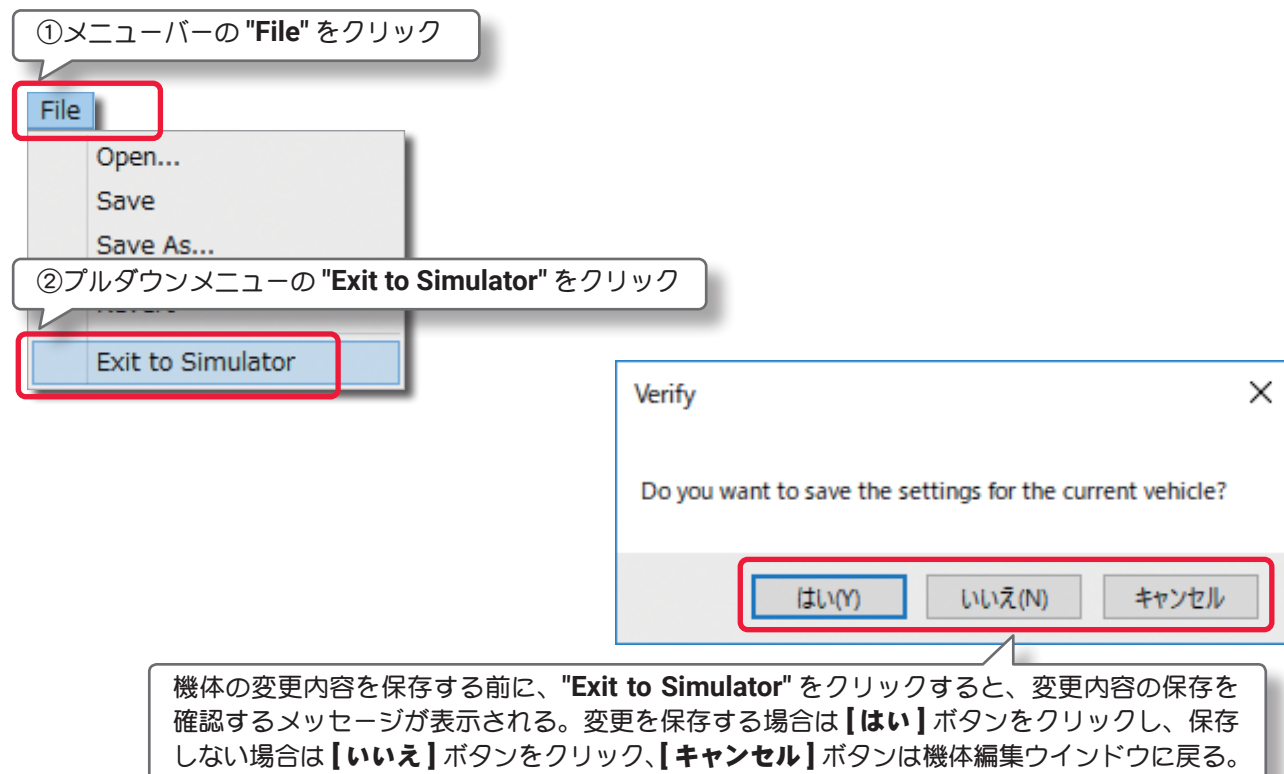 ①メニューバーの "File" をクリック
File
Open...
Save
Save As...
②プルダウンメニューの "Exit to Simulator" をクリック
Exit to Simulator
Verify
Do you want to save the settings for the current vehicle?
はい(Y) いいえ(N) キャンセル
機体の変更内容を保存する前に、"Exit to Simulator" をクリックすると、変更内容の保存を
確認するメッセージが表示される。変更を保存する場合は [ はい ] ボタンをクリックし、保存
しない場合は [ いいえ ] ボタンをクリック、[ キャンセル ] ボタンは機体編集ウインドウに戻る。